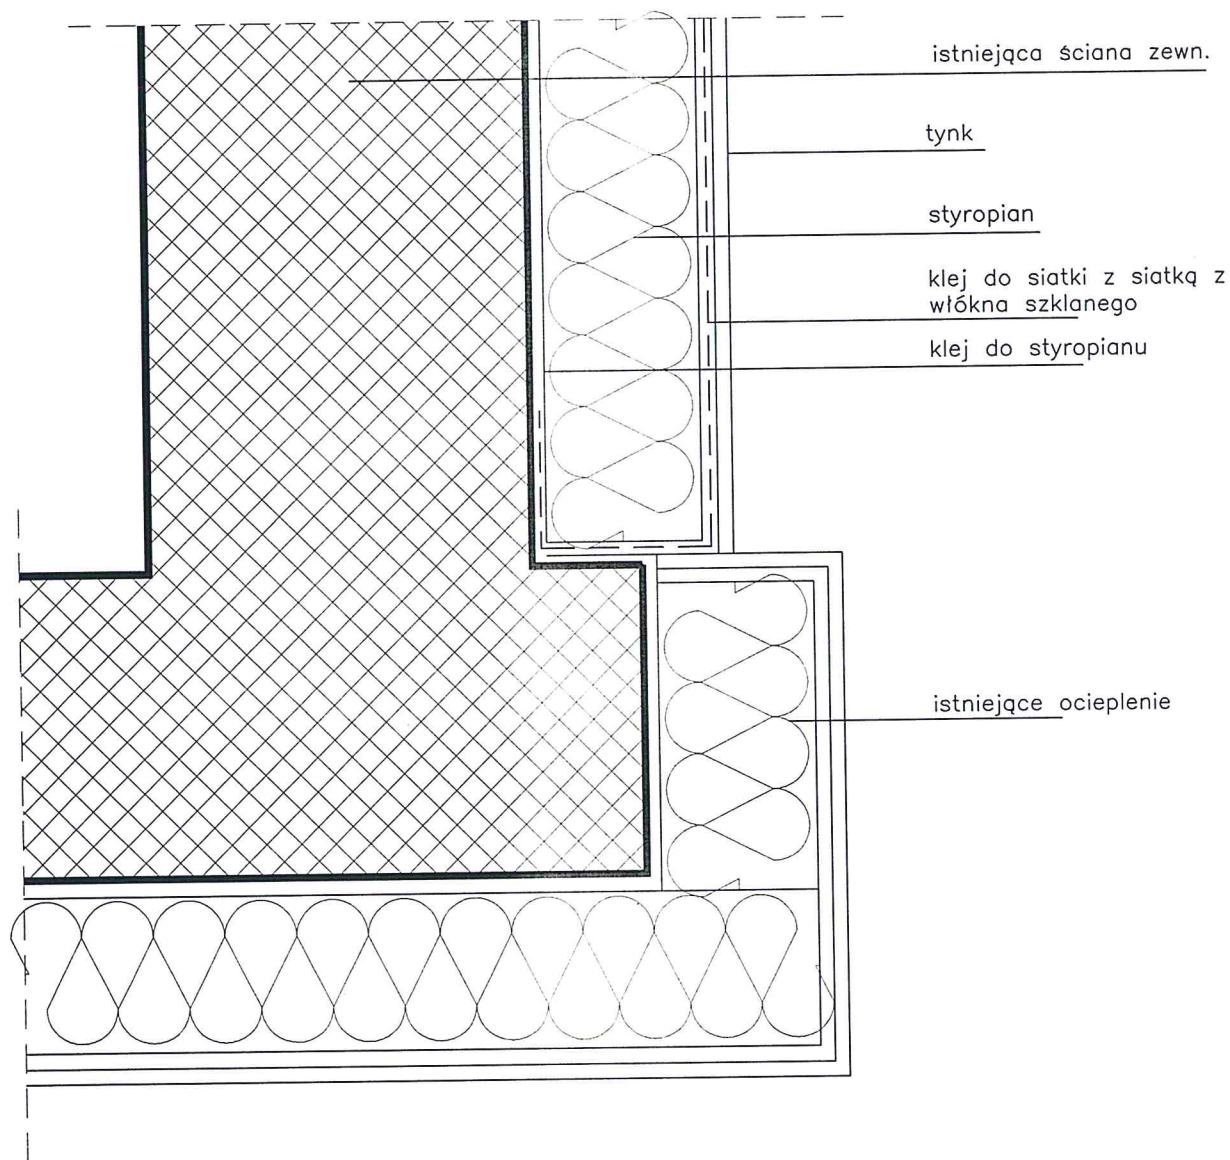 istniejąca ściana zewn.
tynk
styropian
klej do siatki z siatką z
włókna szklanego
klej do styropianu
istniejące ocieplenie